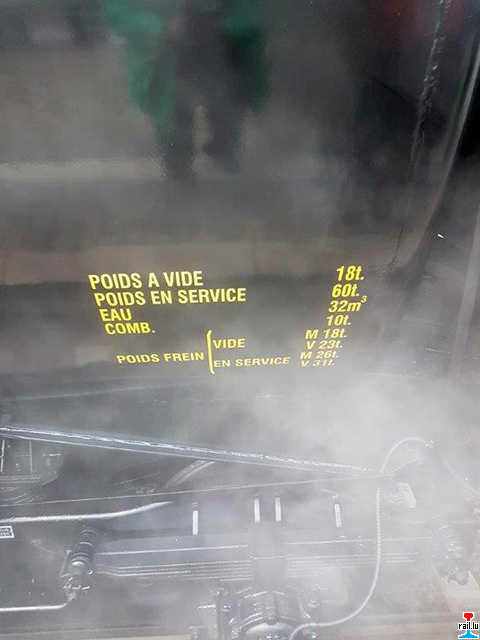 POIDS A VIDE 18t.
POIDS EN SERVICE 60t.
EAU 32m³
COMB. 10t.
POIDS FREIN VIDE M 18t.
V 23t.
EN SERVICE M 26t.
V 31t.
rail.lu